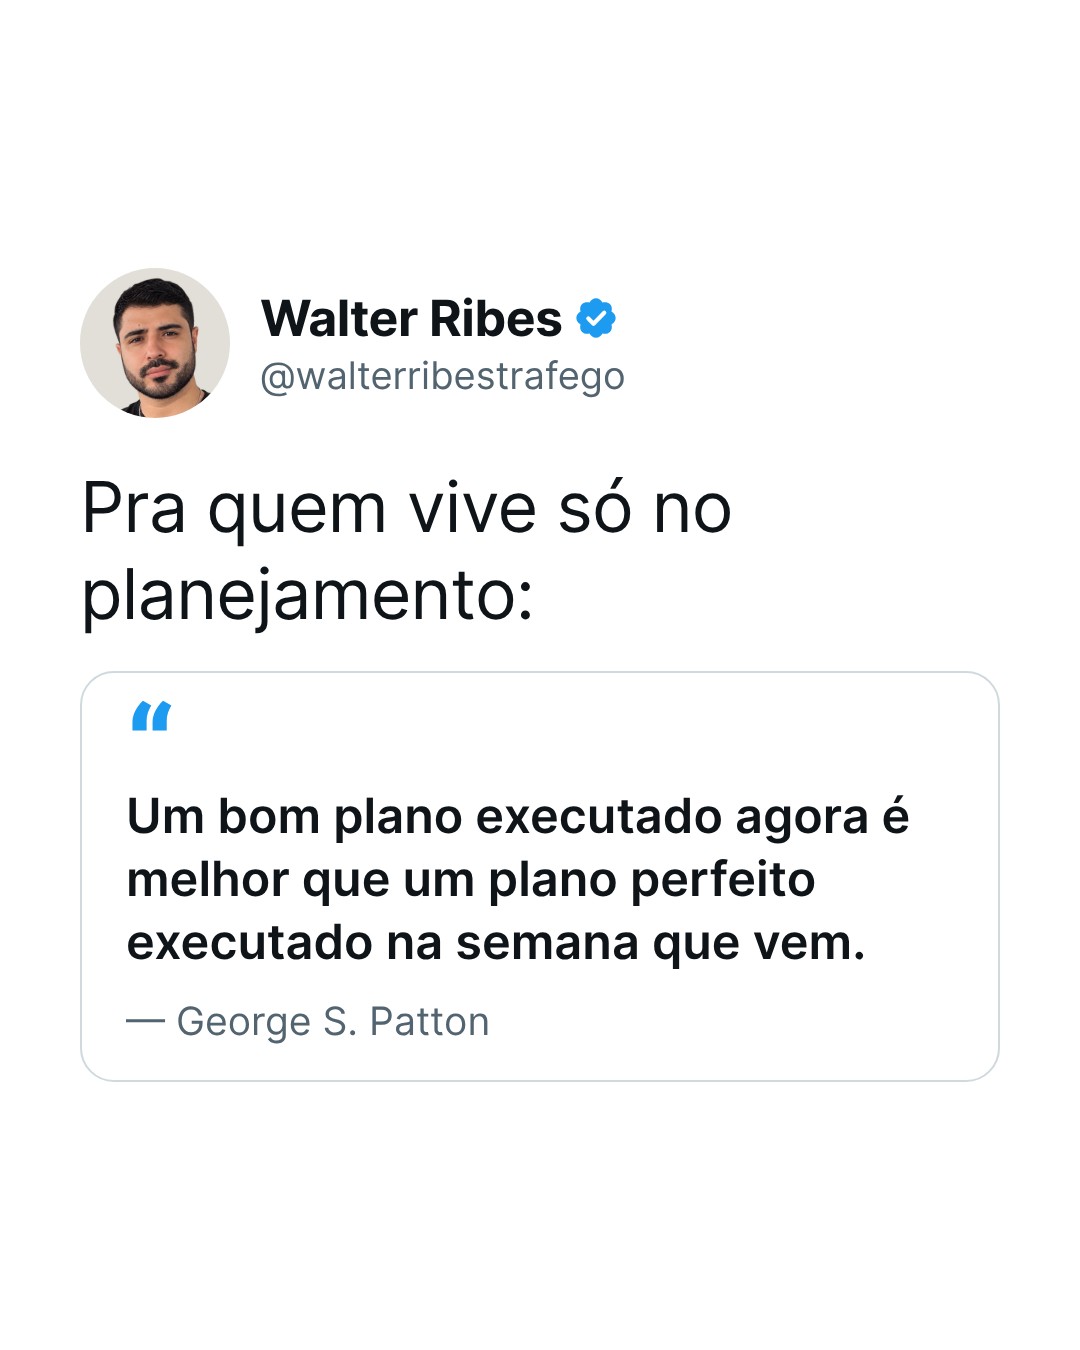 Walter Ribes
@walterribestrafego
Pra quem vive só no
planejamento:
“
Um bom plano executado agora é
melhor que um plano perfeito
executado na semana que vem.
— George S. Patton